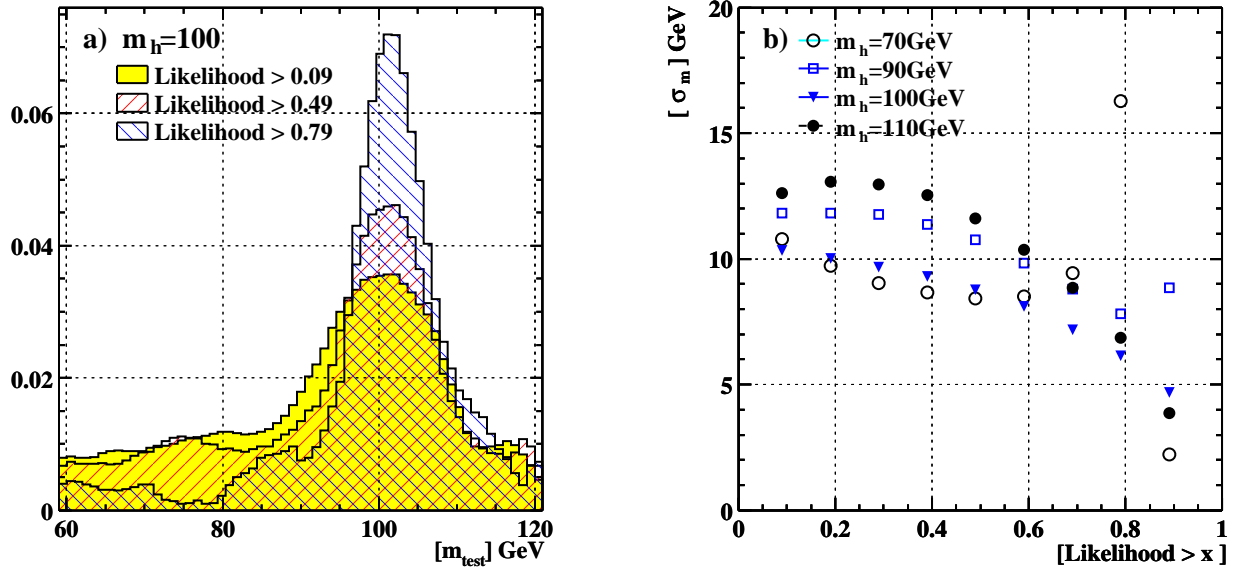 a) m_h=100
Likelihood > 0.09
Likelihood > 0.49
Likelihood > 0.79
0.06
0.04
0.02
0
60 80 100 120
[m_test] GeV
b)
m_h=70GeV
m_h=90GeV
m_h=100GeV
m_h=110GeV
[ σ_m ] GeV
20
15
10
5
0
0 0.2 0.4 0.6 0.8 1
[Likelihood > x ]